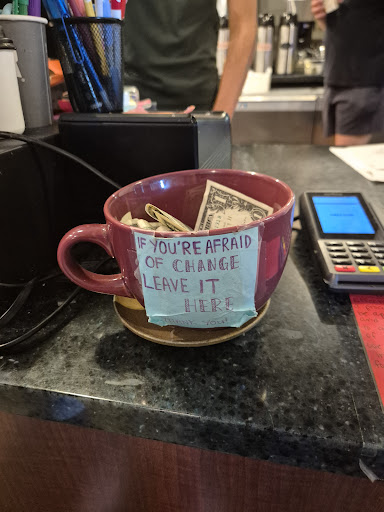 IF YOU'RE AFRAID
OF CHANGE
LEAVE IT
HERE